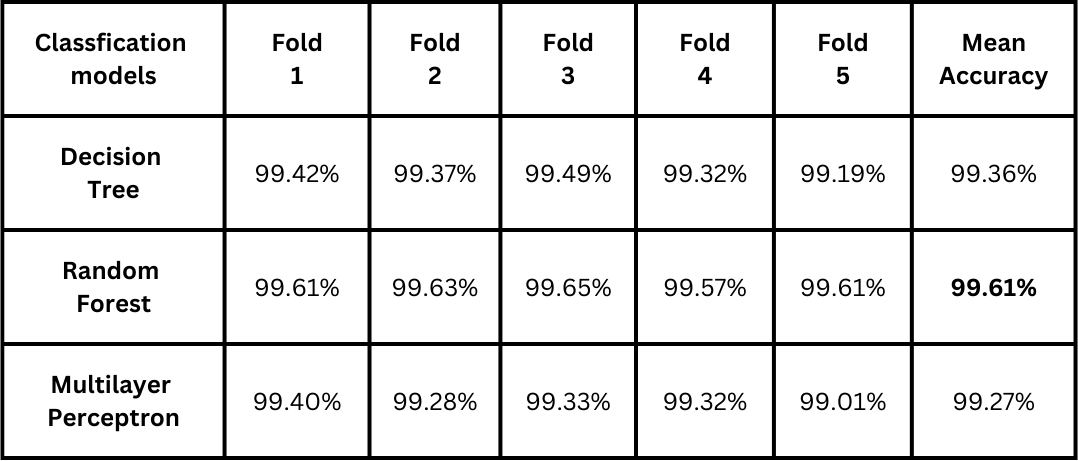 Classfication
models
Fold
1
Fold
2
Fold
3
Fold
4
Fold
5
Mean
Accuracy
Decision
Tree
99.42%
99.37%
99.49%
99.32%
99.19%
99.36%
Random
Forest
99.61%
99.63%
99.65%
99.57%
99.61%
99.61%
Multilayer
Perceptron
99.40%
99.28%
99.33%
99.32%
99.01%
99.27%